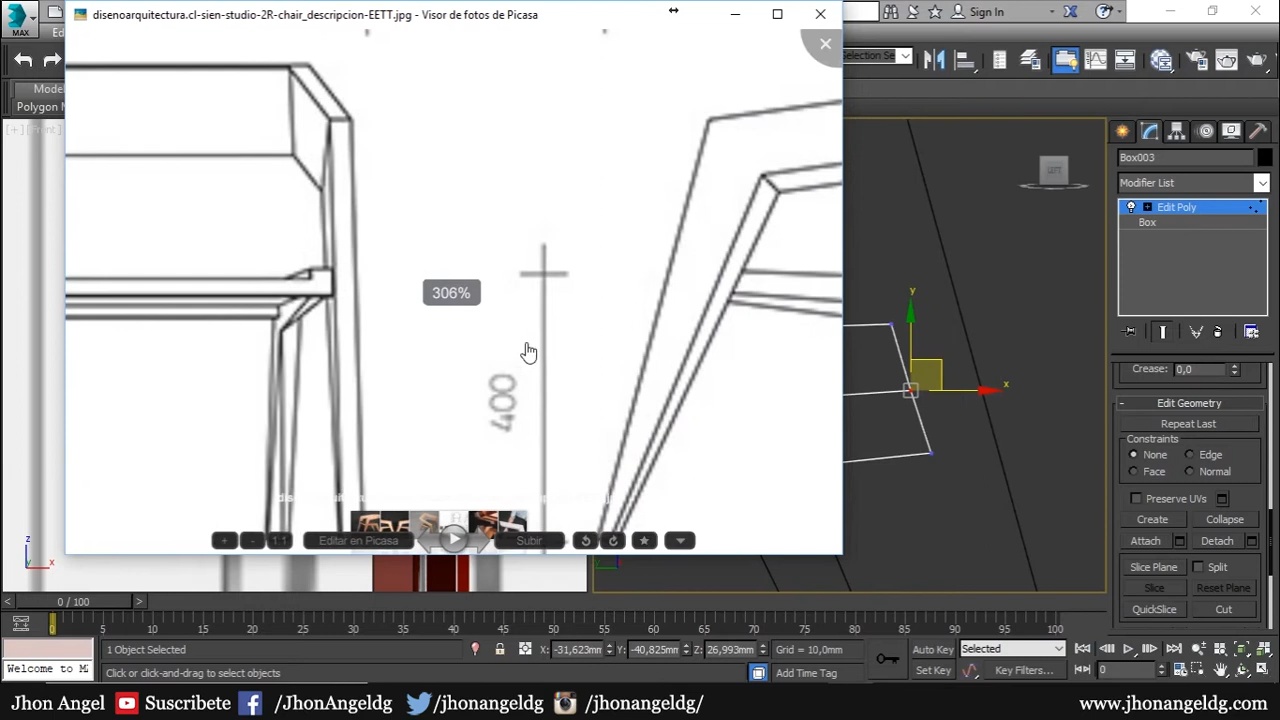 disenoarquitectura.cl-sien-studio-2R-chair_descripcion-EETT.jpg - Visor de fotos de Picasa
MAX
Sign In
Selection Se
Polygon M
Box003
Modifier List
Edit Poly
Box
306%
400
y
x
Crease: 0,0
Edit Geometry
Repeat Last
Constraints
None
Edge
Face
Normal
Preserve UVs
Create
Collapse
Attach
Detach
Slice Plane
Split
Slice
Reset Plane
QuickSlice
Cut
+
-
1:1
Editar en Picasa
Subir
z
y
x
< 0 / 100 >
0 5 10 15 20 25 30 35 40 45 50 55 60 65 70 75 80 85 90 95 100
1 Object Selected
X: -31,623mm
Y: -40,825mm
Z: 26,993mm
Grid = 10,0mm
Auto Key
Selected
Welcome to M
Click or click-and-drag to select objects
Add Time Tag
Set Key
Key Filters...
0
Jhon Angel
Suscribete
/JhonAngeldg
/jhonangeldg
/jhonangeldg/
www.jhonangeldg.com